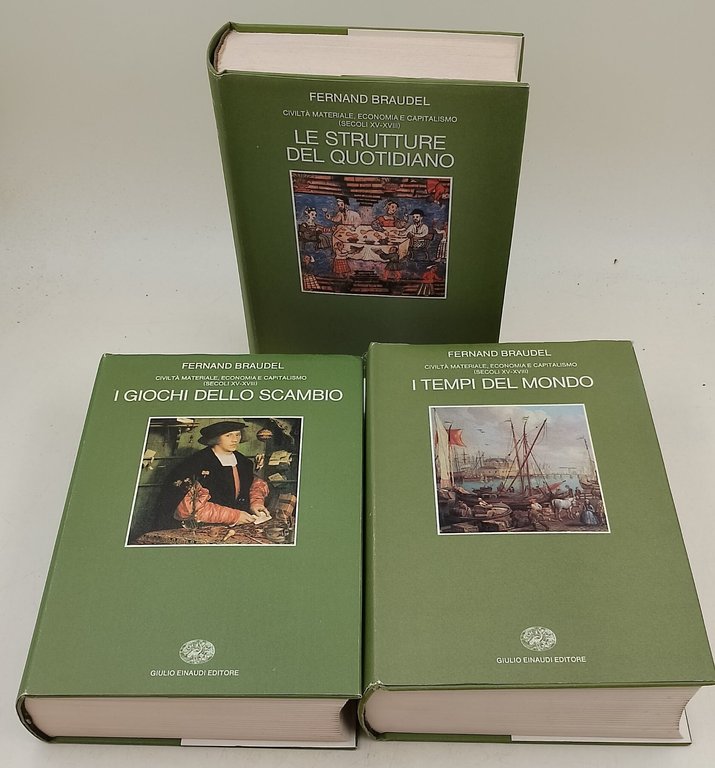 FERNAND BRAUDEL
CIVILTÀ MATERIALE, ECONOMIA E CAPITALISMO
(SECOLI XV-XVIII)
LE STRUTTURE
DEL QUOTIDIANO
FERNAND BRAUDEL
CIVILTÀ MATERIALE, ECONOMIA E CAPITALISMO
(SECOLI XV-XVIII)
I GIOCHI DELLO SCAMBIO
GIULIO EINAUDI EDITORE
FERNAND BRAUDEL
CIVILTÀ MATERIALE, ECONOMIA E CAPITALISMO
(SECOLI XV-XVIII)
I TEMPI DEL MONDO
GIULIO EINAUDI EDITORE